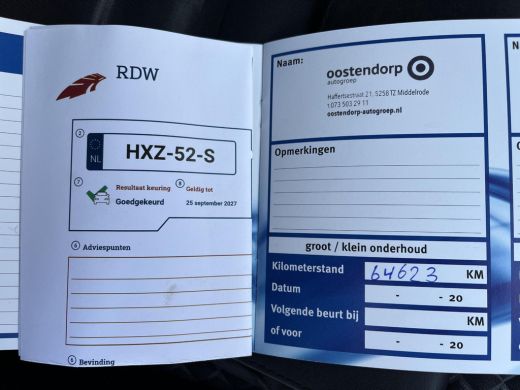 RDW
2
NL
HXZ-52-S
7 Resultaat keuring
Goedgekeurd
8 Geldig tot
25 september 2027
6 Adviespunten
5 Bevinding
Naam:
oostendorp
autogroep
Haffertsestraat 21, 5258 TZ Middelrode
t 073 503 29 11
oostendorp-autogroep.nl
Opmerkingen
groot / klein onderhoud
Kilometerstand 64623 KM
Datum - - 20
Volgende beurt bij KM
of voor - - 20